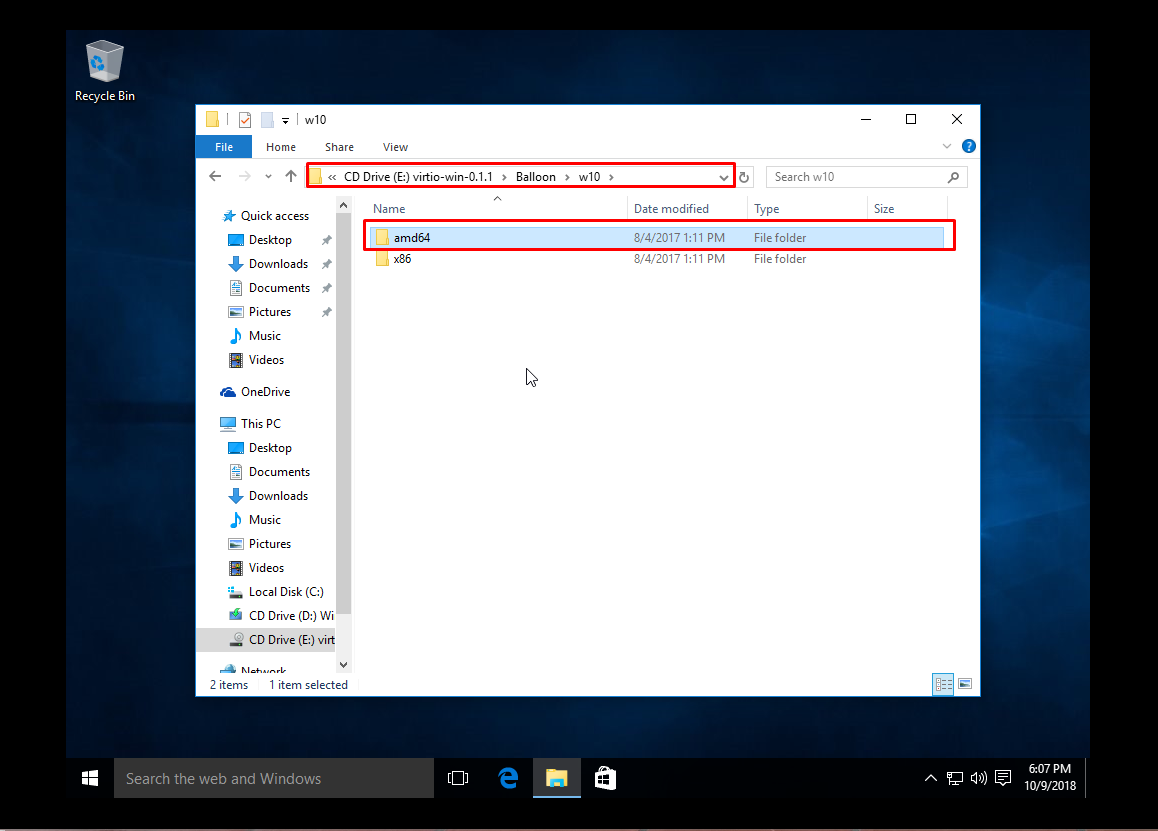 Recycle Bin
w10
File Home Share View
« CD Drive (E:) virtio-win-0.1.1 › Balloon › w10 ›
Search w10
Name Date modified Type Size
amd64 8/4/2017 1:11 PM File folder
x86 8/4/2017 1:11 PM File folder
Quick access
Desktop
Downloads
Documents
Pictures
Music
Videos
OneDrive
This PC
Desktop
Documents
Downloads
Music
Pictures
Videos
Local Disk (C:)
CD Drive (D:) Wi
CD Drive (E:) virt
Network
2 items 1 item selected
Search the web and Windows
6:07 PM
10/9/2018